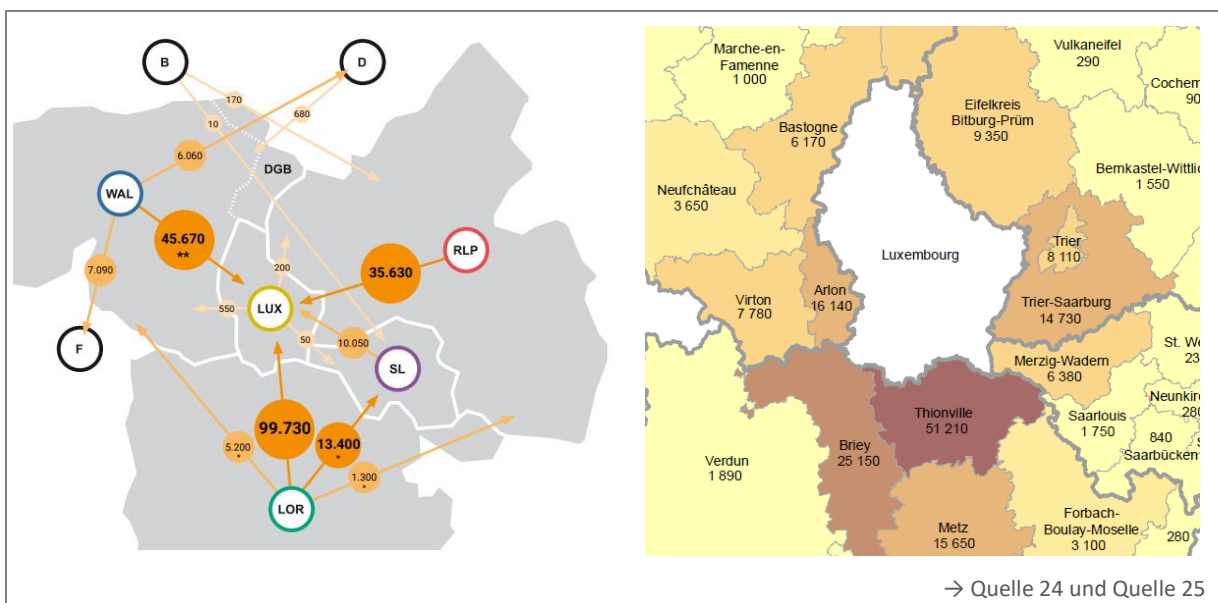 B
D
170
10
680
6.060
DGB
WAL
45.670
**
RLP
35.630
7.090
200
550
LUX
50
10.050
F
SL
99.730
13.400
*
5.200
*
1.300
*
LOR
Marche-en-
Famenne
1 000
Vulkaneifel
290
Cochem
90
Eifelkreis
Bitburg-Prüm
9 350
Bastogne
6 170
Bernkastel-Wittlic
1 550
Neufchâteau
3 650
Trier
8 110
Luxembourg
Arlon
16 140
Virton
7 780
Trier-Saarburg
14 730
Merzig-Wadern
6 380
St. We
23
Neunkir
280
Thionville
51 210
Saarlouis
1 750
840
Saarbücken
Briey
25 150
Verdun
1 890
Forbach-
Boulay-Moselle
3 100
280
Metz
15 650
→ Quelle 24 und Quelle 25